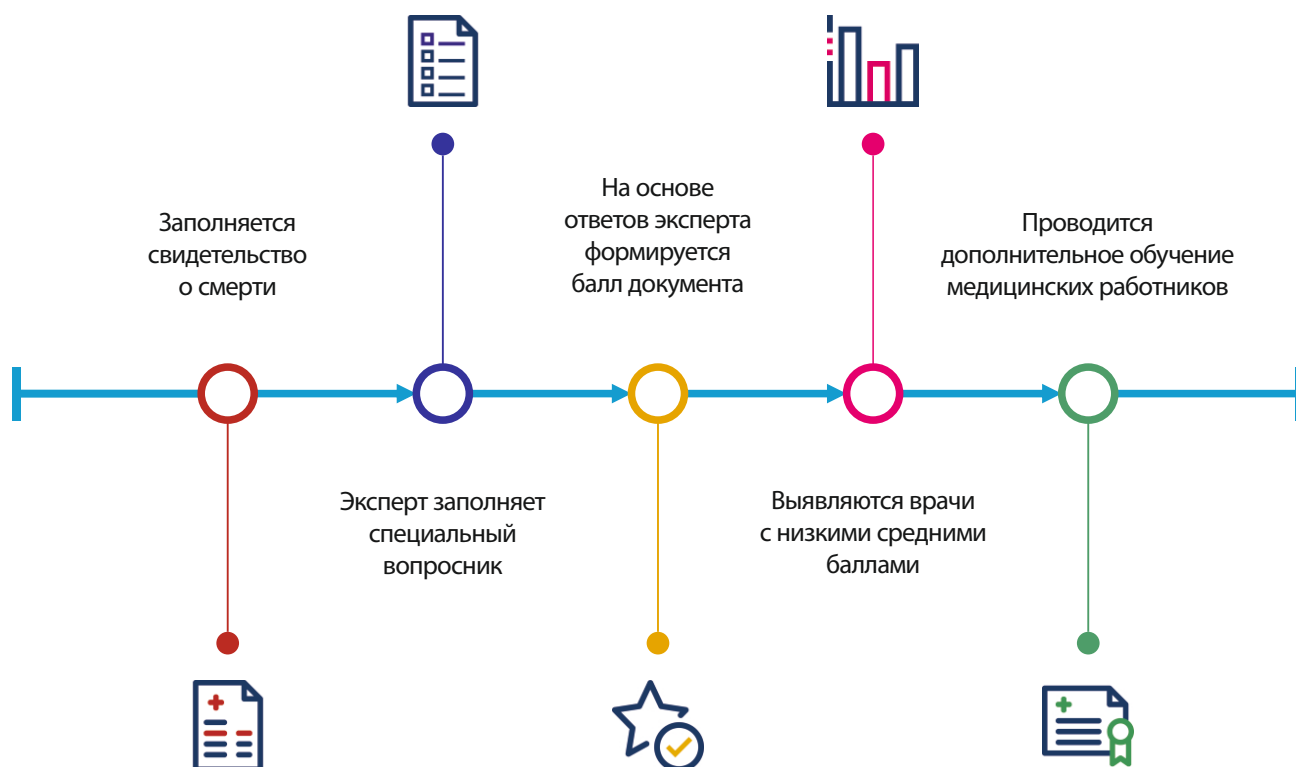 Заполняется
свидетельство
о смерти
Эксперт заполняет
специальный
вопросник
На основе
ответов эксперта
формируется
балл документа
Выявляются врачи
с низкими средними
баллами
Проводится
дополнительное обучение
медицинских работников